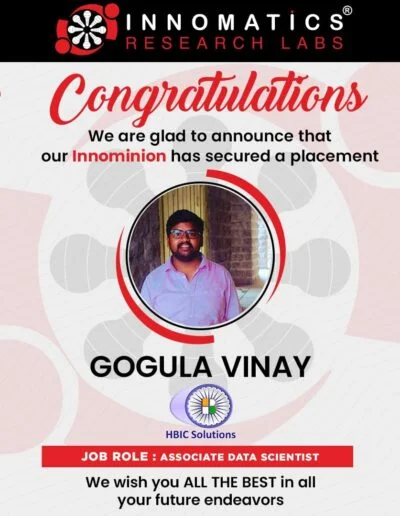 INNOMATICS®
RESEARCH LABS
Congratulations
We are glad to announce that
our Innominion has secured a placement
GOGULA VINAY
HBIC Solutions
JOB ROLE : ASSOCIATE DATA SCIENTIST
We wish you ALL THE BEST in all
your future endeavors